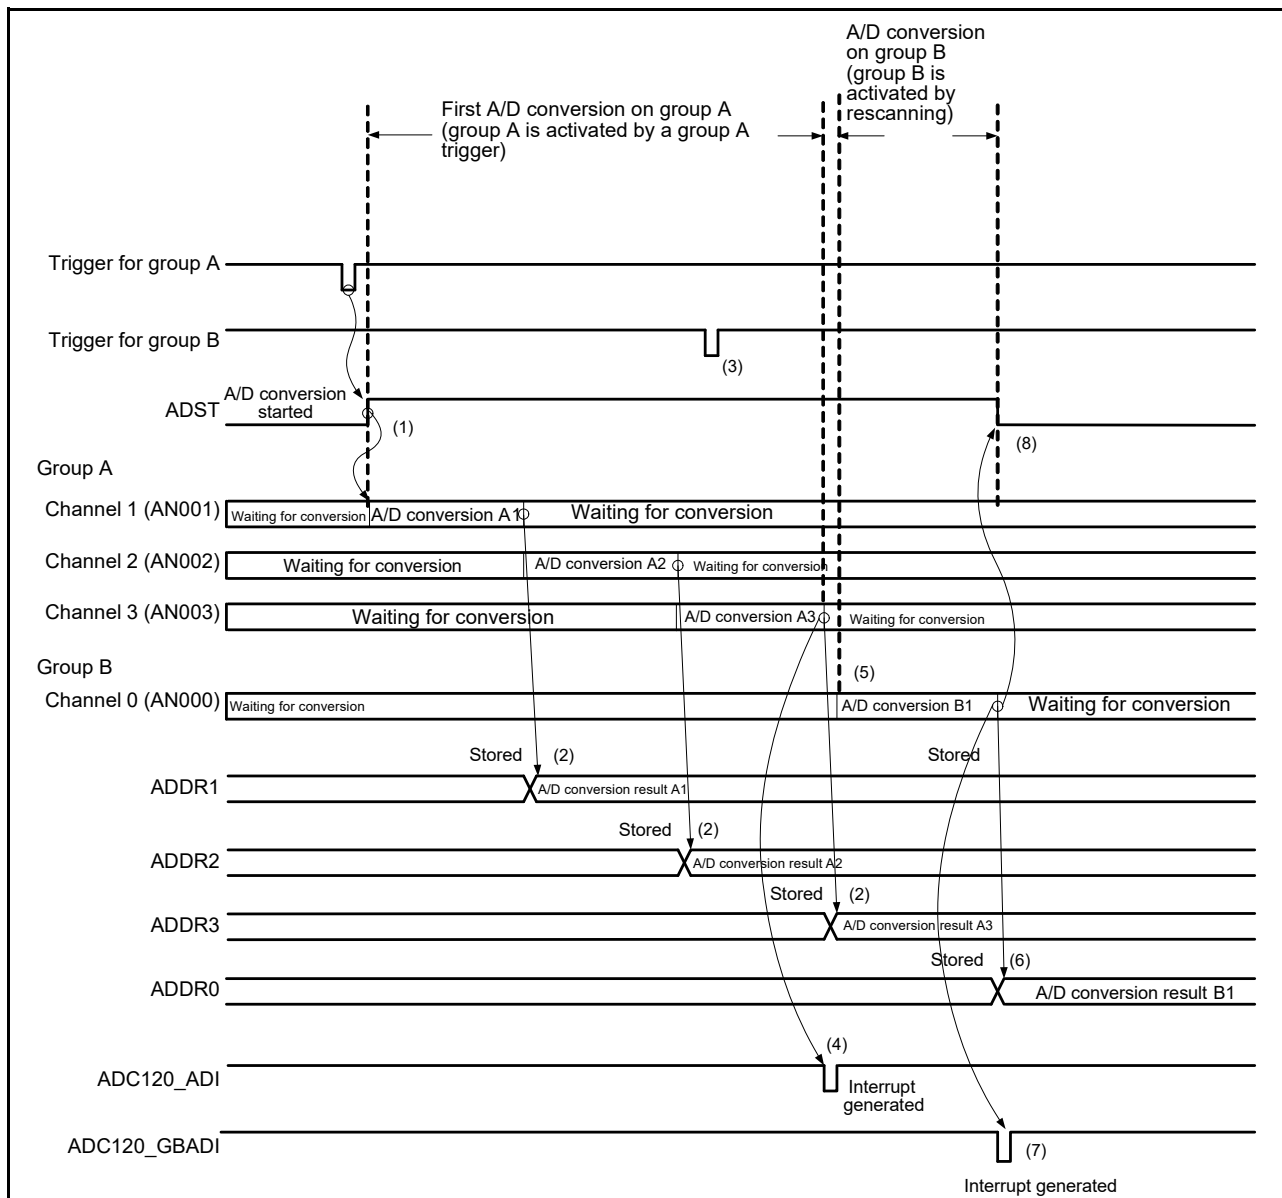 A/D conversion
on group B
(group B is
activated by
rescanning)
First A/D conversion on group A
(group A is activated by a group A
trigger)
Trigger for group A
Trigger for group B
(3)
A/D conversion
started
ADST
(1)
(8)
Group A
Channel 1 (AN001)
Waiting for conversion
A/D conversion A1
Waiting for conversion
Channel 2 (AN002)
Waiting for conversion
A/D conversion A2
Waiting for conversion
Channel 3 (AN003)
Waiting for conversion
A/D conversion A3
Waiting for conversion
Group B
(5)
Channel 0 (AN000)
Waiting for conversion
A/D conversion B1
Waiting for conversion
Stored
(2)
Stored
ADDR1
A/D conversion result A1
Stored
(2)
ADDR2
A/D conversion result A2
Stored
(2)
ADDR3
A/D conversion result A3
Stored
(6)
ADDR0
A/D conversion result B1
(4)
ADC120_ADI
Interrupt
generated
ADC120_GBADI
(7)
Interrupt generated